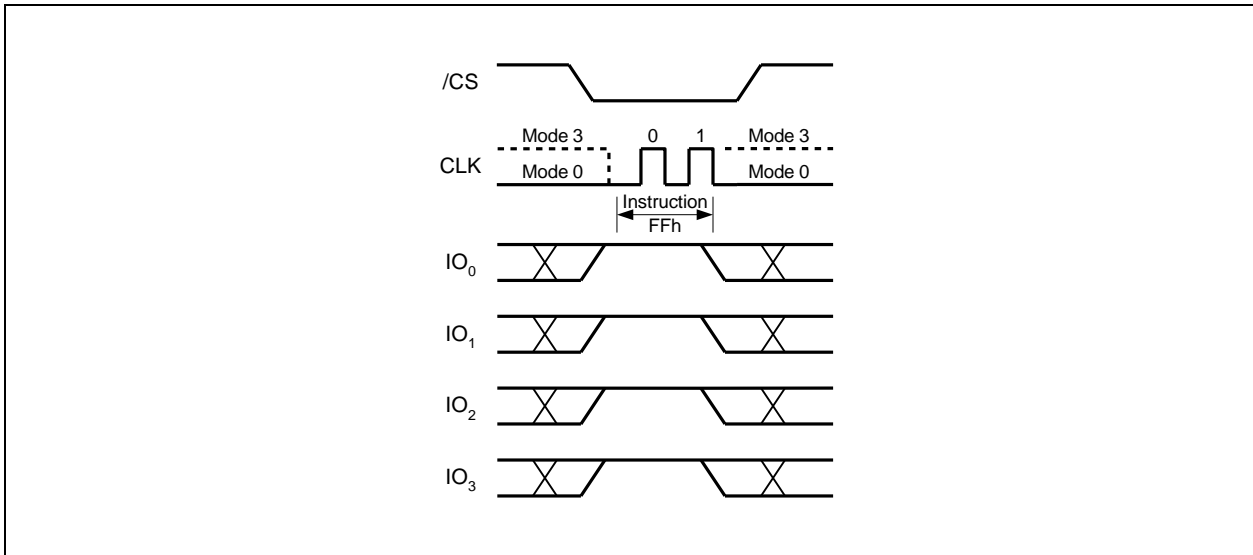 /CS
Mode 3 0 1 Mode 3
CLK
Mode 0 Mode 0
Instruction
FFh
IO0
IO1
IO2
IO3